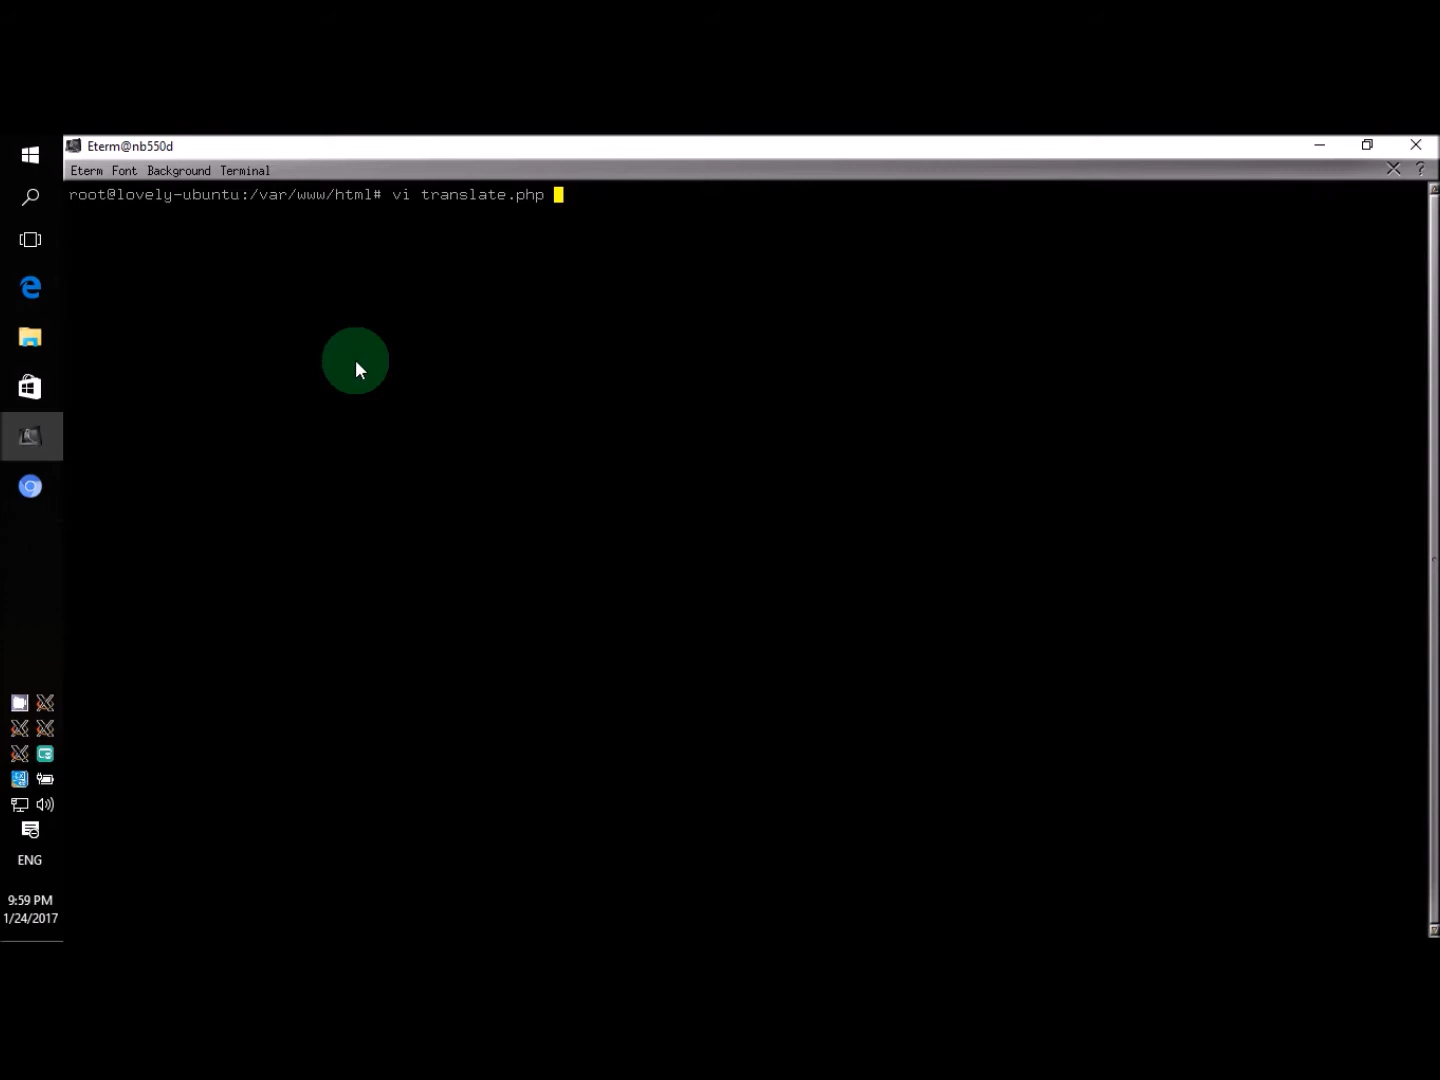 Eterm@nb550d
Eterm Font Background Terminal
root@lovely-ubuntu:/var/www/html# vi translate.php
ENG
9:59 PM
1/24/2017